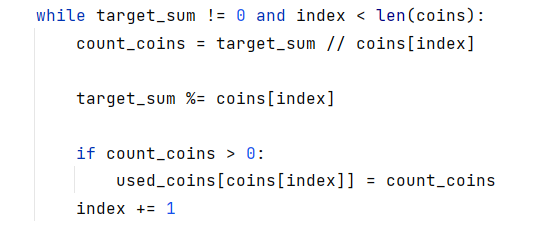 while target_sum != 0 and index < len(coins):
    count_coins = target_sum // coins[index]
    target_sum %= coins[index]
    if count_coins > 0:
        used_coins[coins[index]] = count_coins
    index += 1